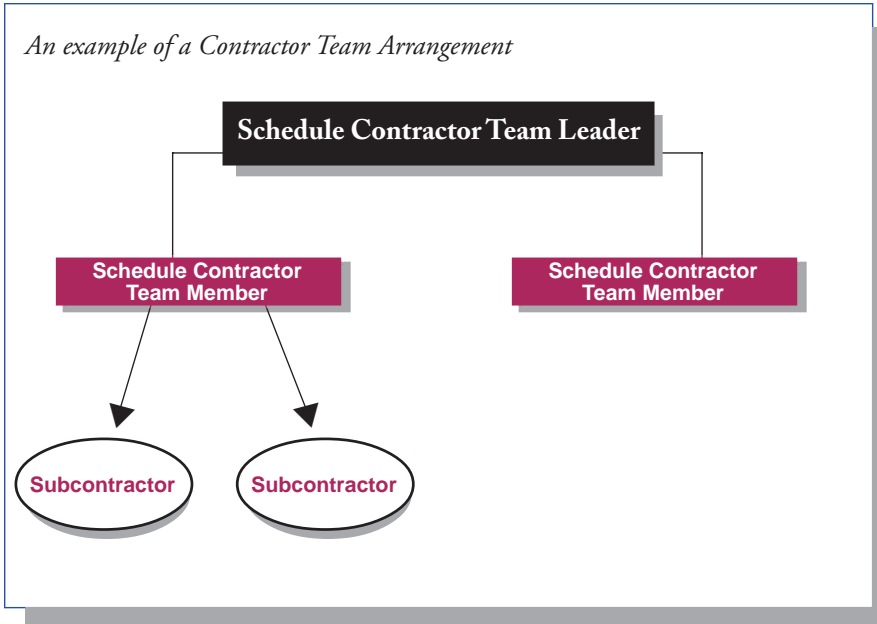 An example of a Contractor Team Arrangement
Schedule Contractor Team Leader
Schedule Contractor
Team Member
Schedule Contractor
Team Member
Subcontractor
Subcontractor